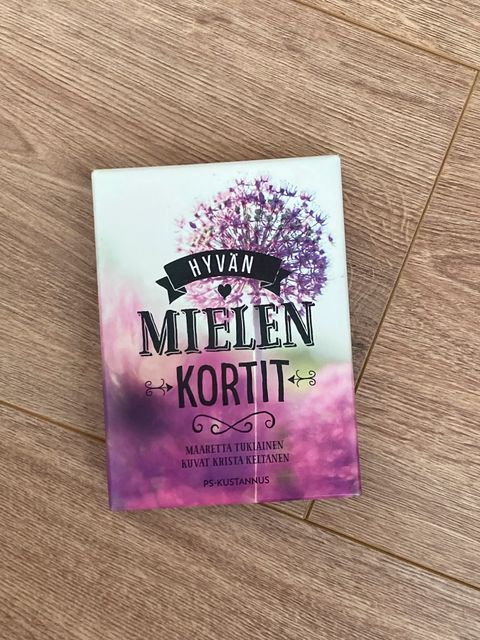 HYVÄN
MIELEN
KORTIT
MAARETTA TUKIAINEN
KUVAT KRISTA KELTANEN
PS-KUSTANNUS